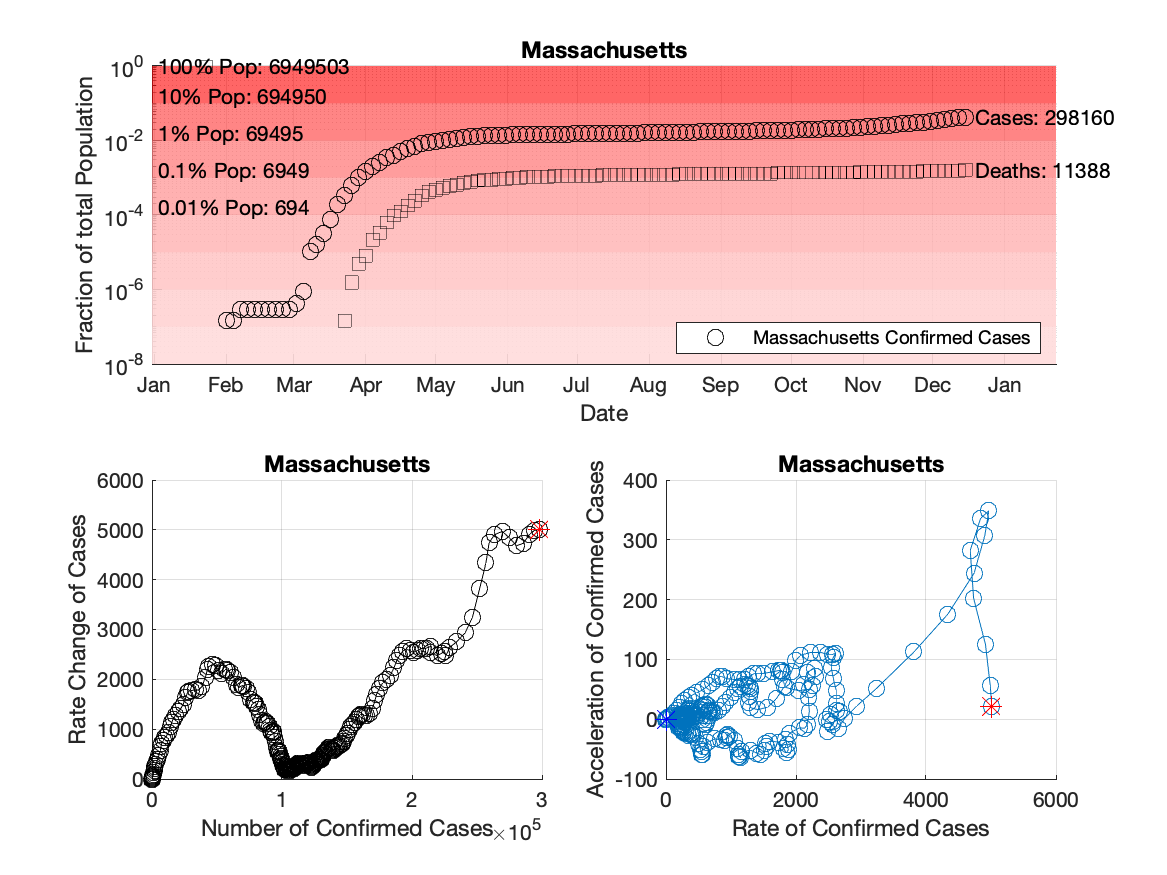 Massachusetts
10^0
10^-2
10^-4
10^-6
10^-8
Fraction of total Population
100% Pop: 6949503
10% Pop: 694950
1% Pop: 69495
0.1% Pop: 6949
0.01% Pop: 694
Cases: 298160
Deaths: 11388
Massachusetts Confirmed Cases
Jan Feb Mar Apr May Jun Jul Aug Sep Oct Nov Dec Jan
Date
Massachusetts
6000
5000
4000
3000
2000
1000
0
Rate Change of Cases
0 1 2 3
Number of Confirmed Cases ×10^5
Massachusetts
400
300
200
100
0
-100
Acceleration of Confirmed Cases
0 2000 4000 6000
Rate of Confirmed Cases